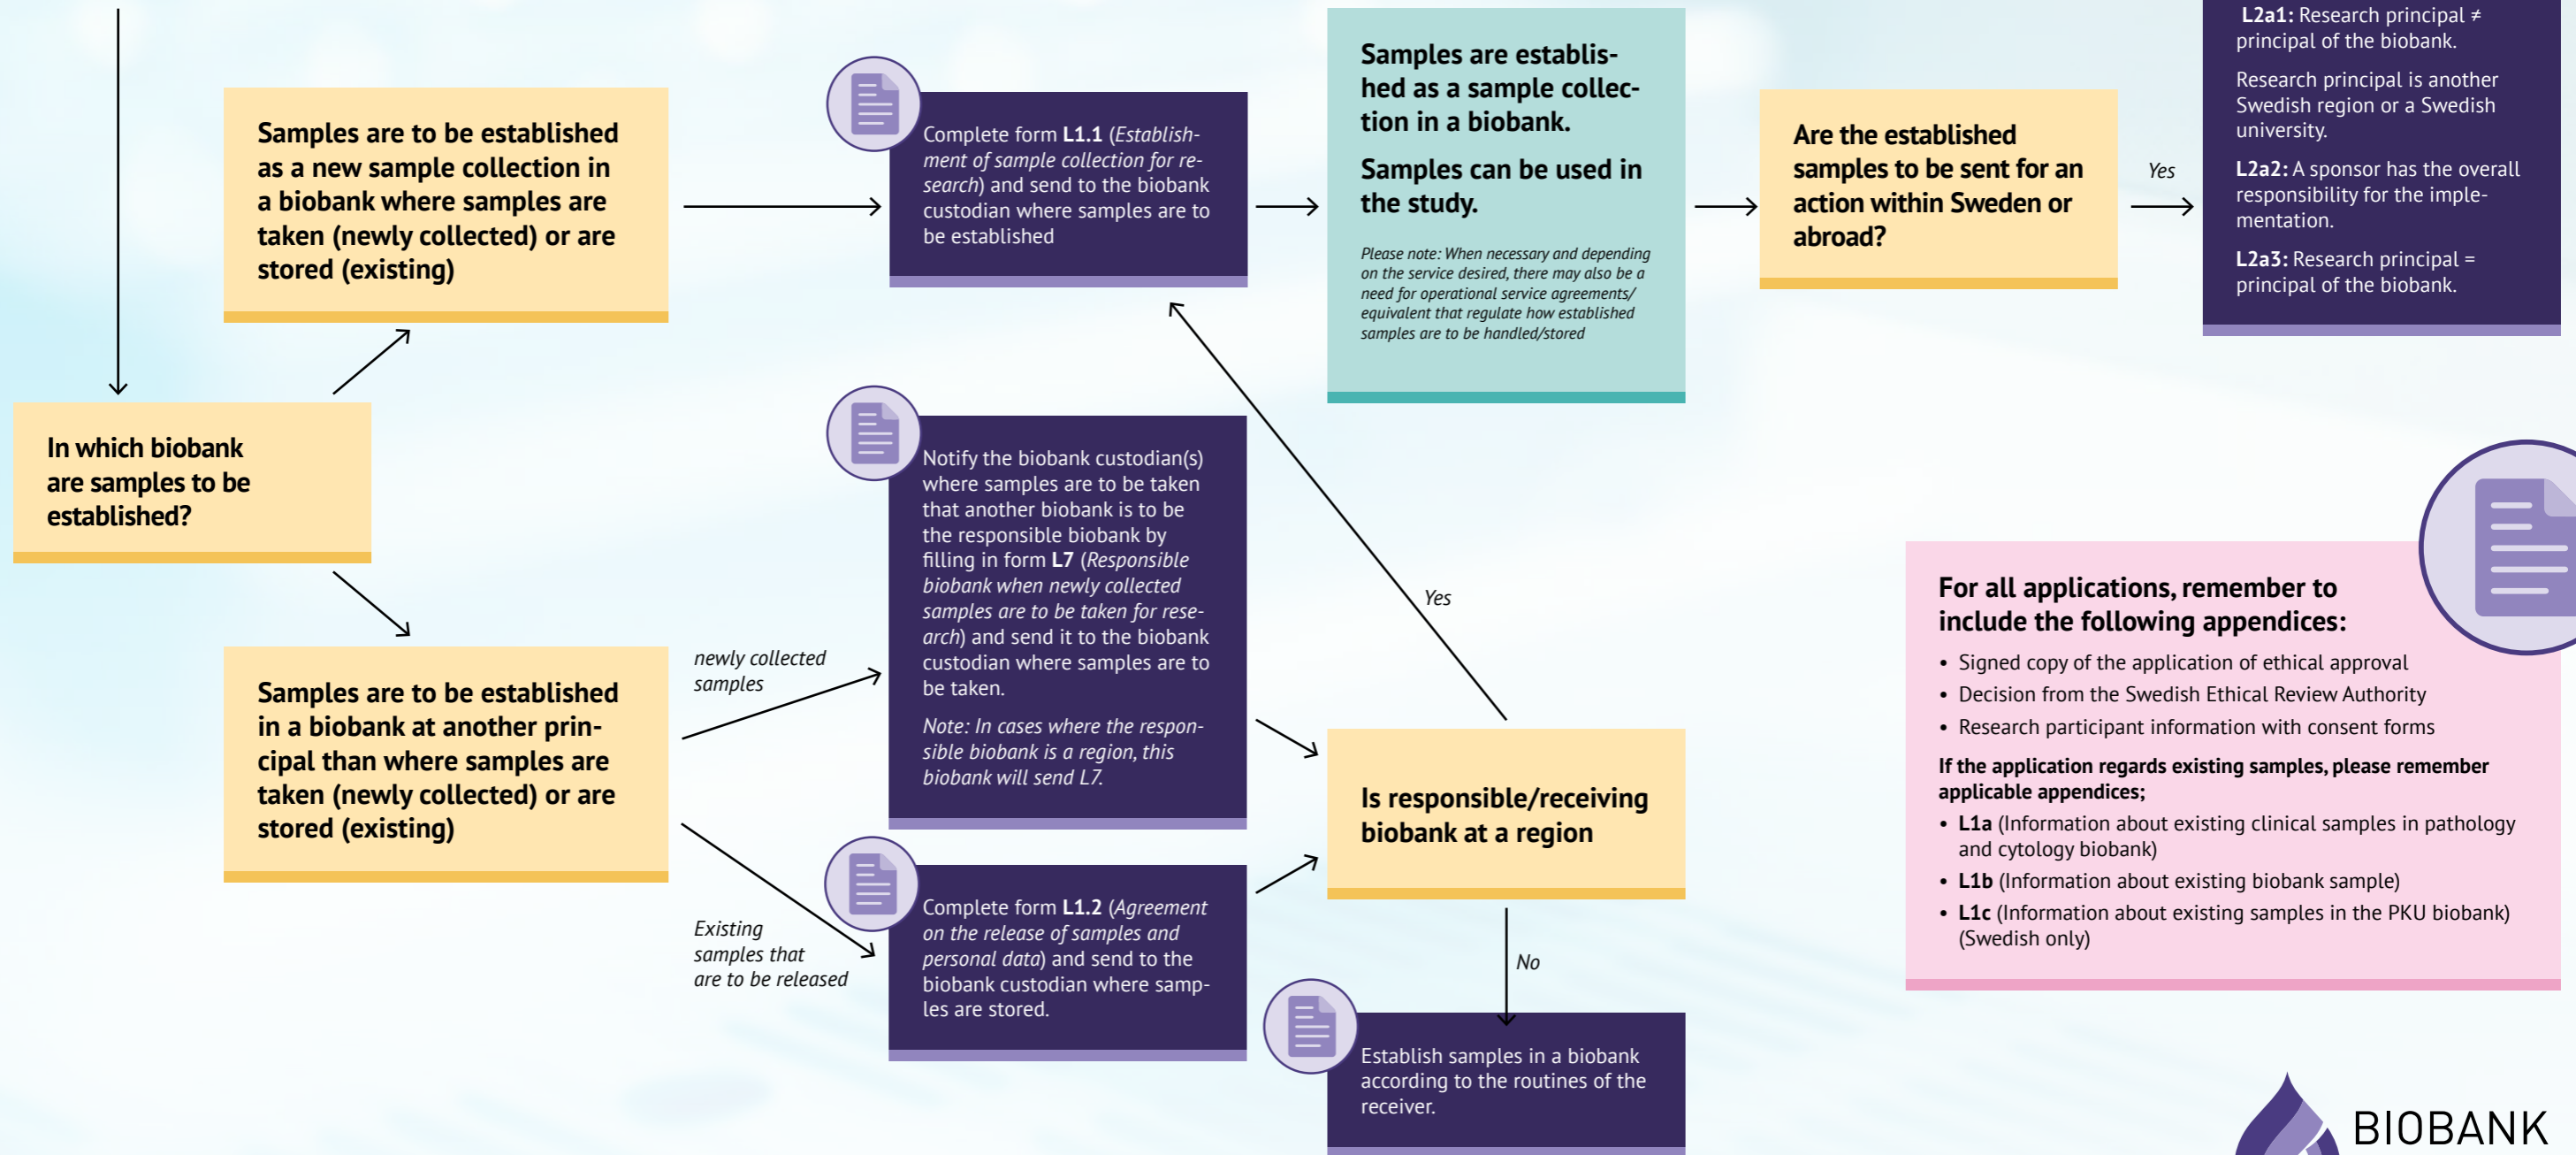 Samples are to be established
as a new sample collection in
a biobank where samples are
taken (newly collected) or are
stored (existing)
Complete form L1.1 (Establish-
ment of sample collection for re-
search) and send to the biobank
custodian where samples are to
be established
Samples are establis-
hed as a sample collec-
tion in a biobank.
Samples can be used in
the study.
Please note: When necessary and depending
on the service desired, there may also be a
need for operational service agreements/
equivalent that regulate how established
samples are to be handled/stored
Are the established
samples to be sent for an
action within Sweden or
abroad?
Yes
L2a1: Research principal ≠
principal of the biobank.
Research principal is another
Swedish region or a Swedish
university.
L2a2: A sponsor has the overall
responsibility for the imple-
mentation.
L2a3: Research principal =
principal of the biobank.
In which biobank
are samples to be
established?
Samples are to be established
in a biobank at another prin-
cipal than where samples are
taken (newly collected) or are
stored (existing)
newly collected
samples
Existing
samples that
are to be released
Notify the biobank custodian(s)
where samples are to be taken
that another biobank is to be
the responsible biobank by
filling in form L7 (Responsible
biobank when newly collected
samples are to be taken for rese-
arch) and send it to the biobank
custodian where samples are to
be taken.
Note: In cases where the respon-
sible biobank is a region, this
biobank will send L7.
Complete form L1.2 (Agreement
on the release of samples and
personal data) and send to the
biobank custodian where samp-
les are stored.
Yes
Is responsible/receiving
biobank at a region
No
Establish samples in a biobank
according to the routines of the
receiver.
For all applications, remember to
include the following appendices:
• Signed copy of the application of ethical approval
• Decision from the Swedish Ethical Review Authority
• Research participant information with consent forms
If the application regards existing samples, please remember
applicable appendices;
• L1a (Information about existing clinical samples in pathology
and cytology biobank)
• L1b (Information about existing biobank sample)
• L1c (Information about existing samples in the PKU biobank)
(Swedish only)
BIOBANK